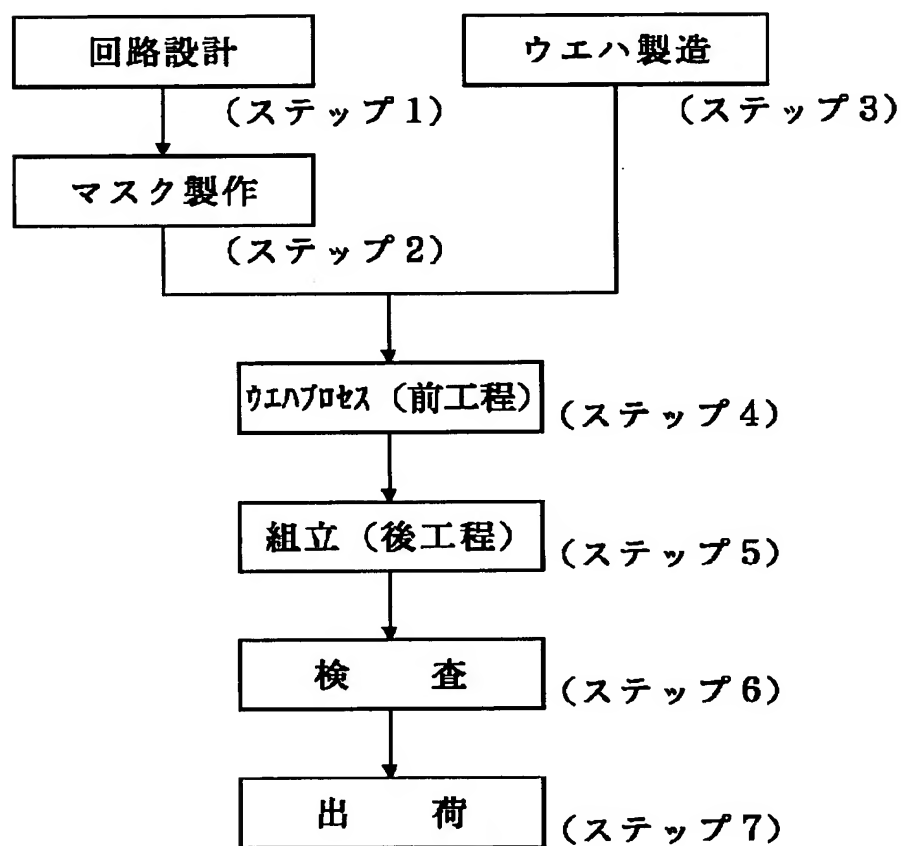 回路設計
(ステップ1)
ウエハ製造
(ステップ3)
マスク製作
(ステップ2)
ウエハプロセス(前工程)
(ステップ4)
組立(後工程)
(ステップ5)
検 査
(ステップ6)
出 荷
(ステップ7)